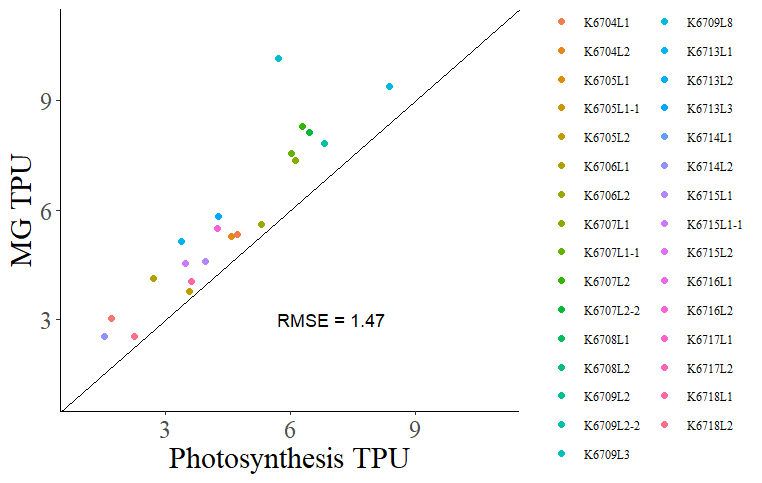 MG TPU
9
6
3
3
6
9
Photosynthesis TPU
RMSE = 1.47
K6704L1
K6704L2
K6705L1
K6705L1-1
K6705L2
K6706L1
K6706L2
K6707L1
K6707L1-1
K6707L2
K6707L2-2
K6708L1
K6708L2
K6709L2
K6709L2-2
K6709L3
K6709L8
K6713L1
K6713L2
K6713L3
K6714L1
K6714L2
K6715L1
K6715L1-1
K6715L2
K6716L1
K6716L2
K6717L1
K6717L2
K6718L1
K6718L2